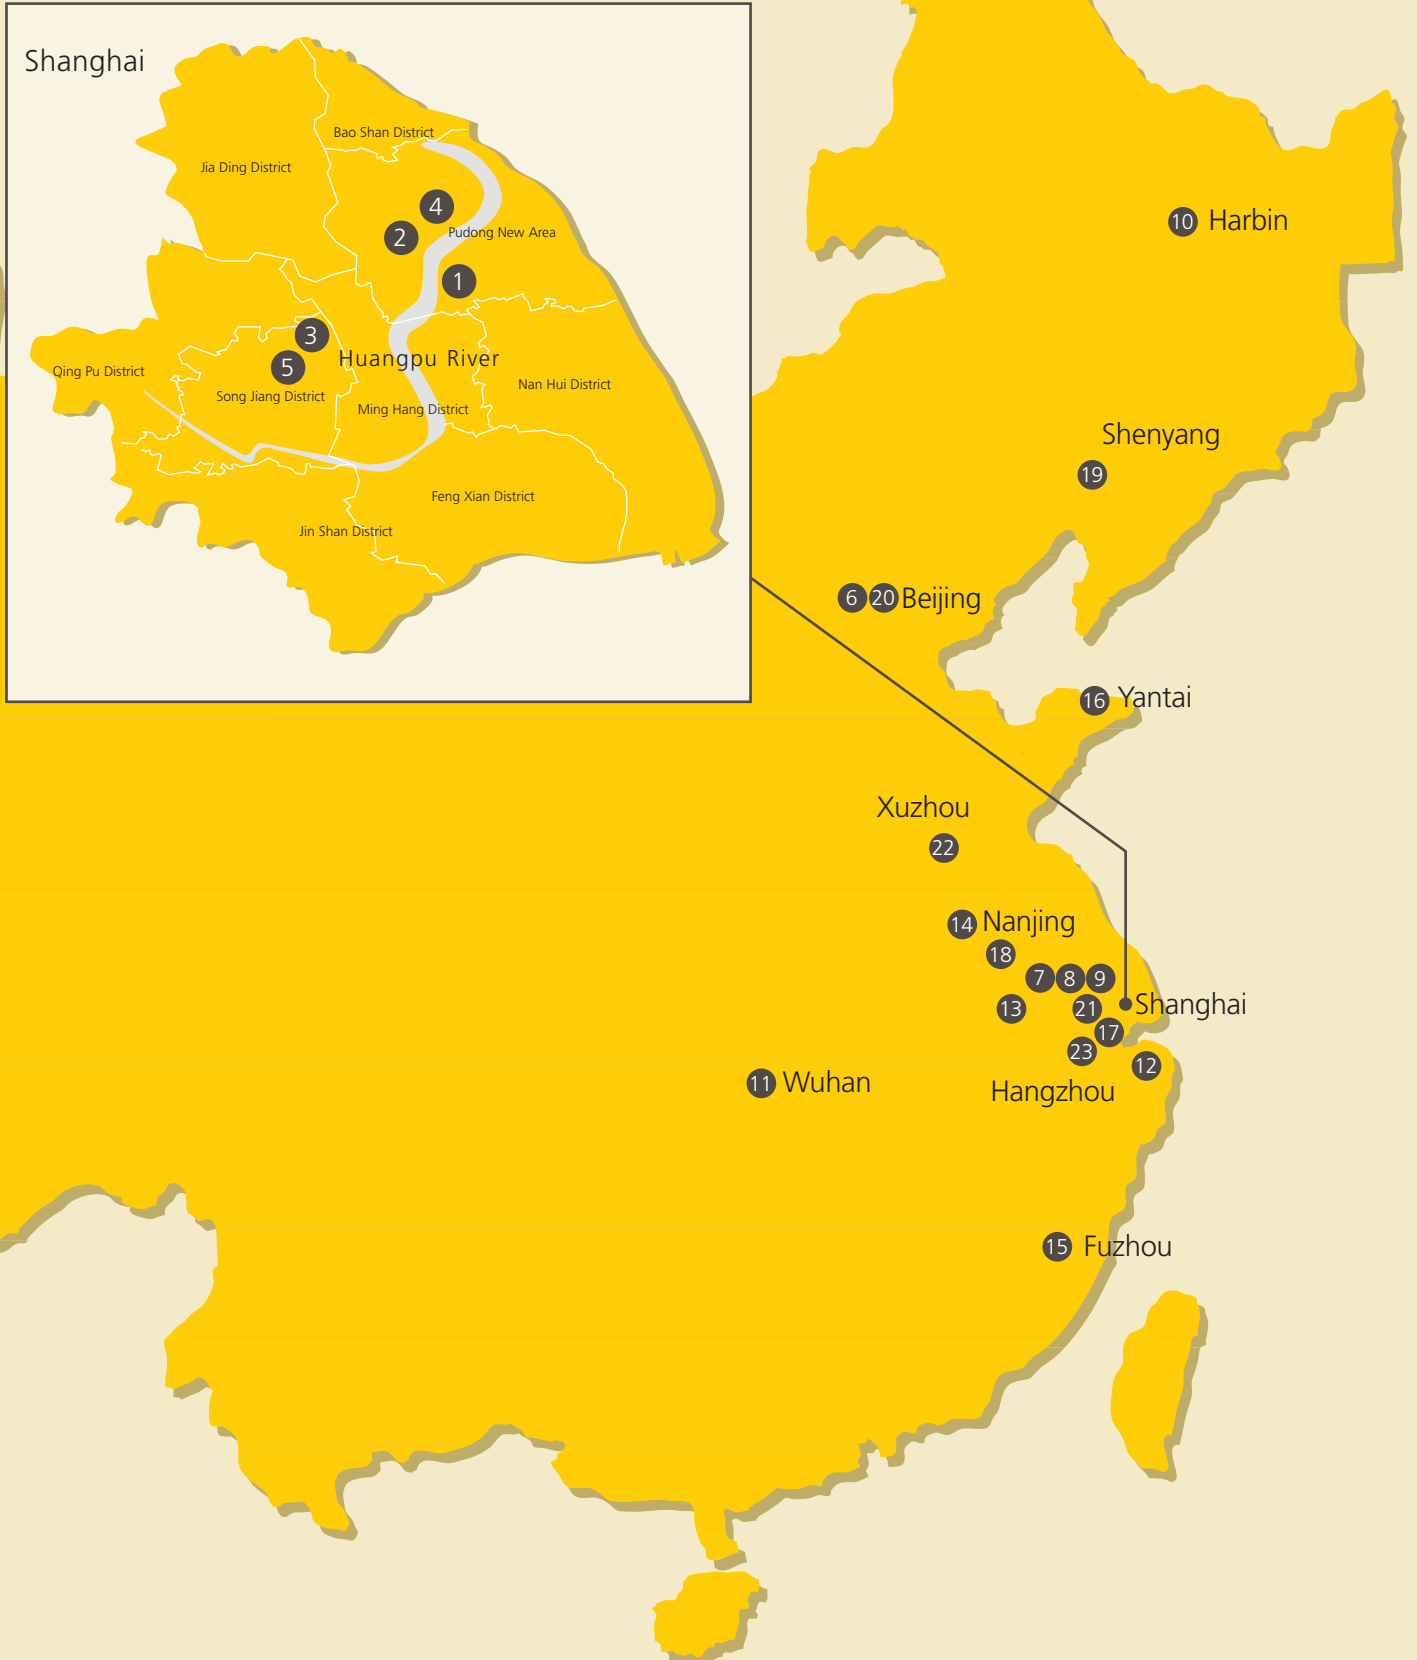 Shanghai
Bao Shan District
Jia Ding District
4
2
Pudong New Area
1
3
Huangpu River
5
Qing Pu District
Song Jiang District
Nan Hui District
Ming Hang District
Feng Xian District
Jin Shan District
10 Harbin
Shenyang
19
6 20 Beijing
16 Yantai
Xuzhou
22
14 Nanjing
18
7 8 9
13 21 Shanghai
17
23
12
11 Wuhan
Hangzhou
15 Fuzhou